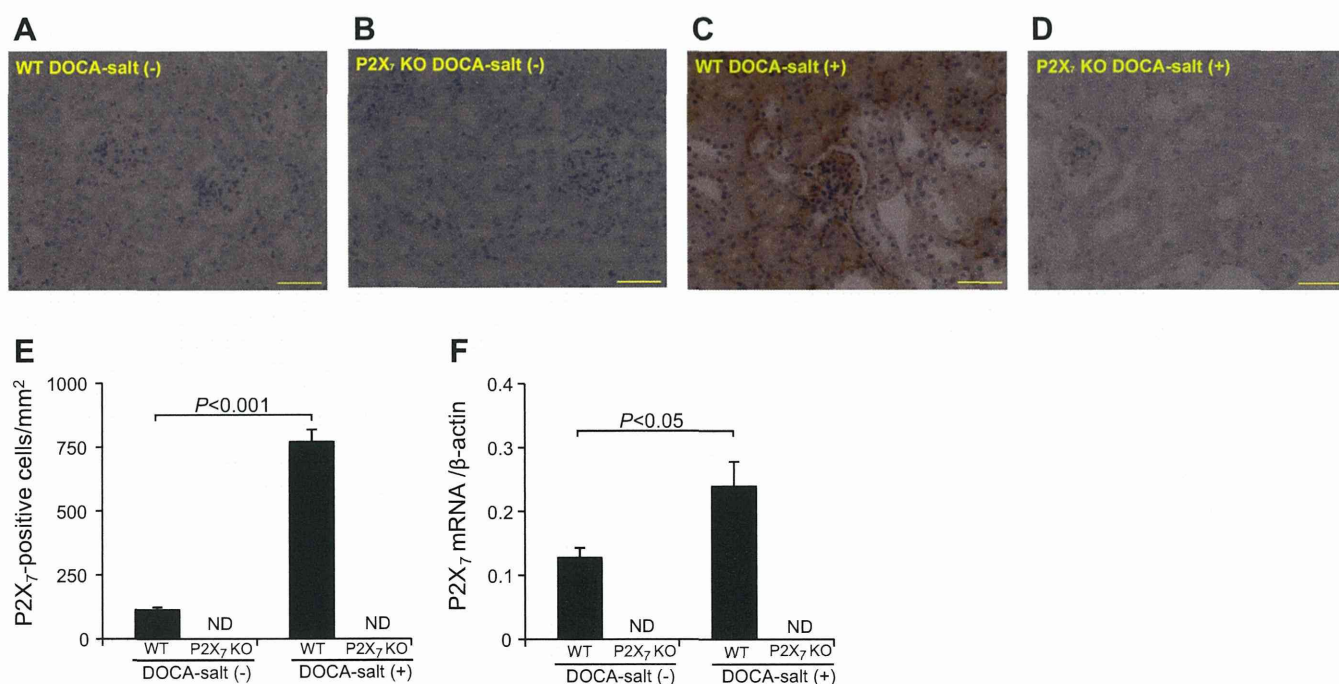 A
B
C
D
WT DOCA-salt (-)
P2X₇ KO DOCA-salt (-)
WT DOCA-salt (+)
P2X₇ KO DOCA-salt (+)
E
P2X₇-positive cells/mm²
1000
750
500
250
0
P<0.001
ND
ND
WT
P2X₇ KO
WT
P2X₇ KO
DOCA-salt (-)
DOCA-salt (+)
F
P2X₇ mRNA /β-actin
0.4
0.3
0.2
0.1
0
P<0.05
ND
ND
WT
P2X₇ KO
WT
P2X₇ KO
DOCA-salt (-)
DOCA-salt (+)